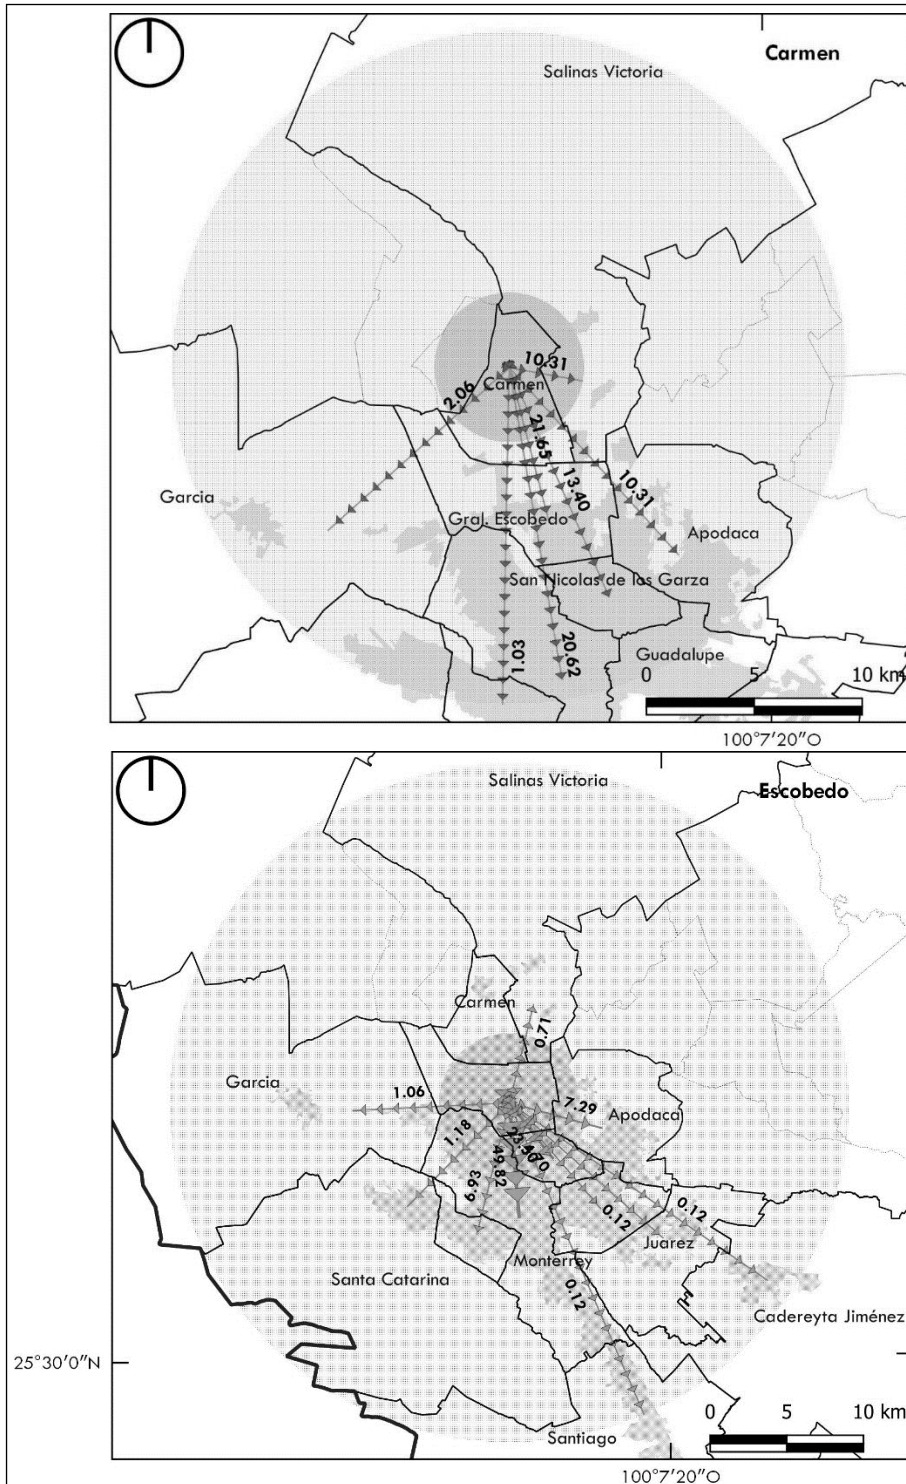 Carmen
Salinas Victoria
10.31
Carmen
2.06
21.65
13.40
10.31
Garcia
Gral. Escobedo
Apodaca
San Nicolas de los Garza
1.03
20.62
Guadalupe
0 5 10 km
100°7'20"O
Salinas Victoria
Escobedo
Carmen
0.71
Garcia
1.06
7.29
Apodaca
1.18
49.82
6.93
0.12
0.12
Juarez
Monterrey
Santa Catarina
0.12
Cadereyta Jiménez
25°30'0"N
0 5 10 km
Santiago
100°7'20"O